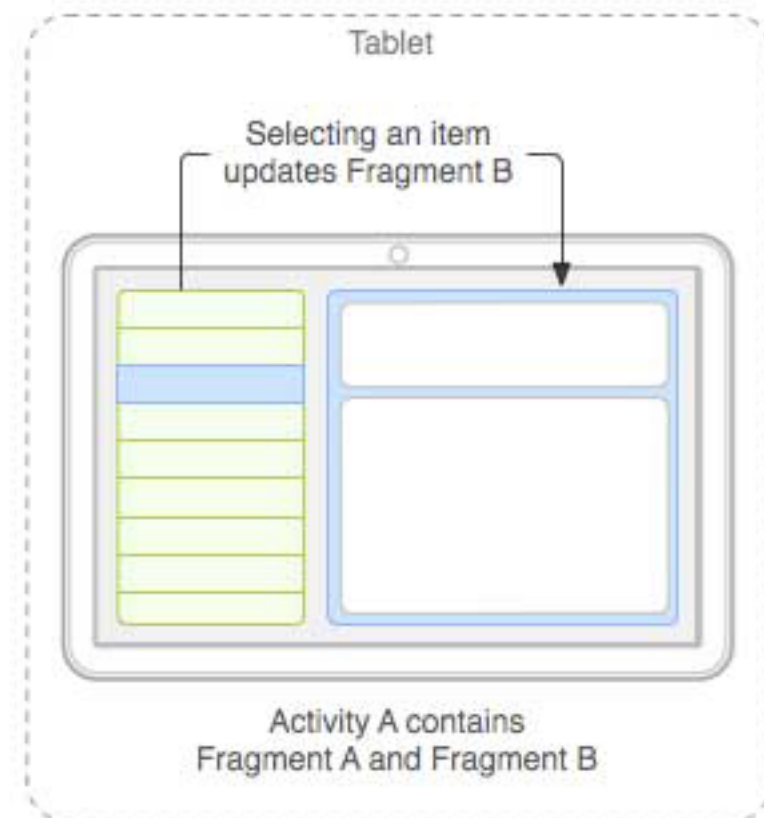 Tablet
Selecting an item
updates Fragment B
Activity A contains
Fragment A and Fragment B